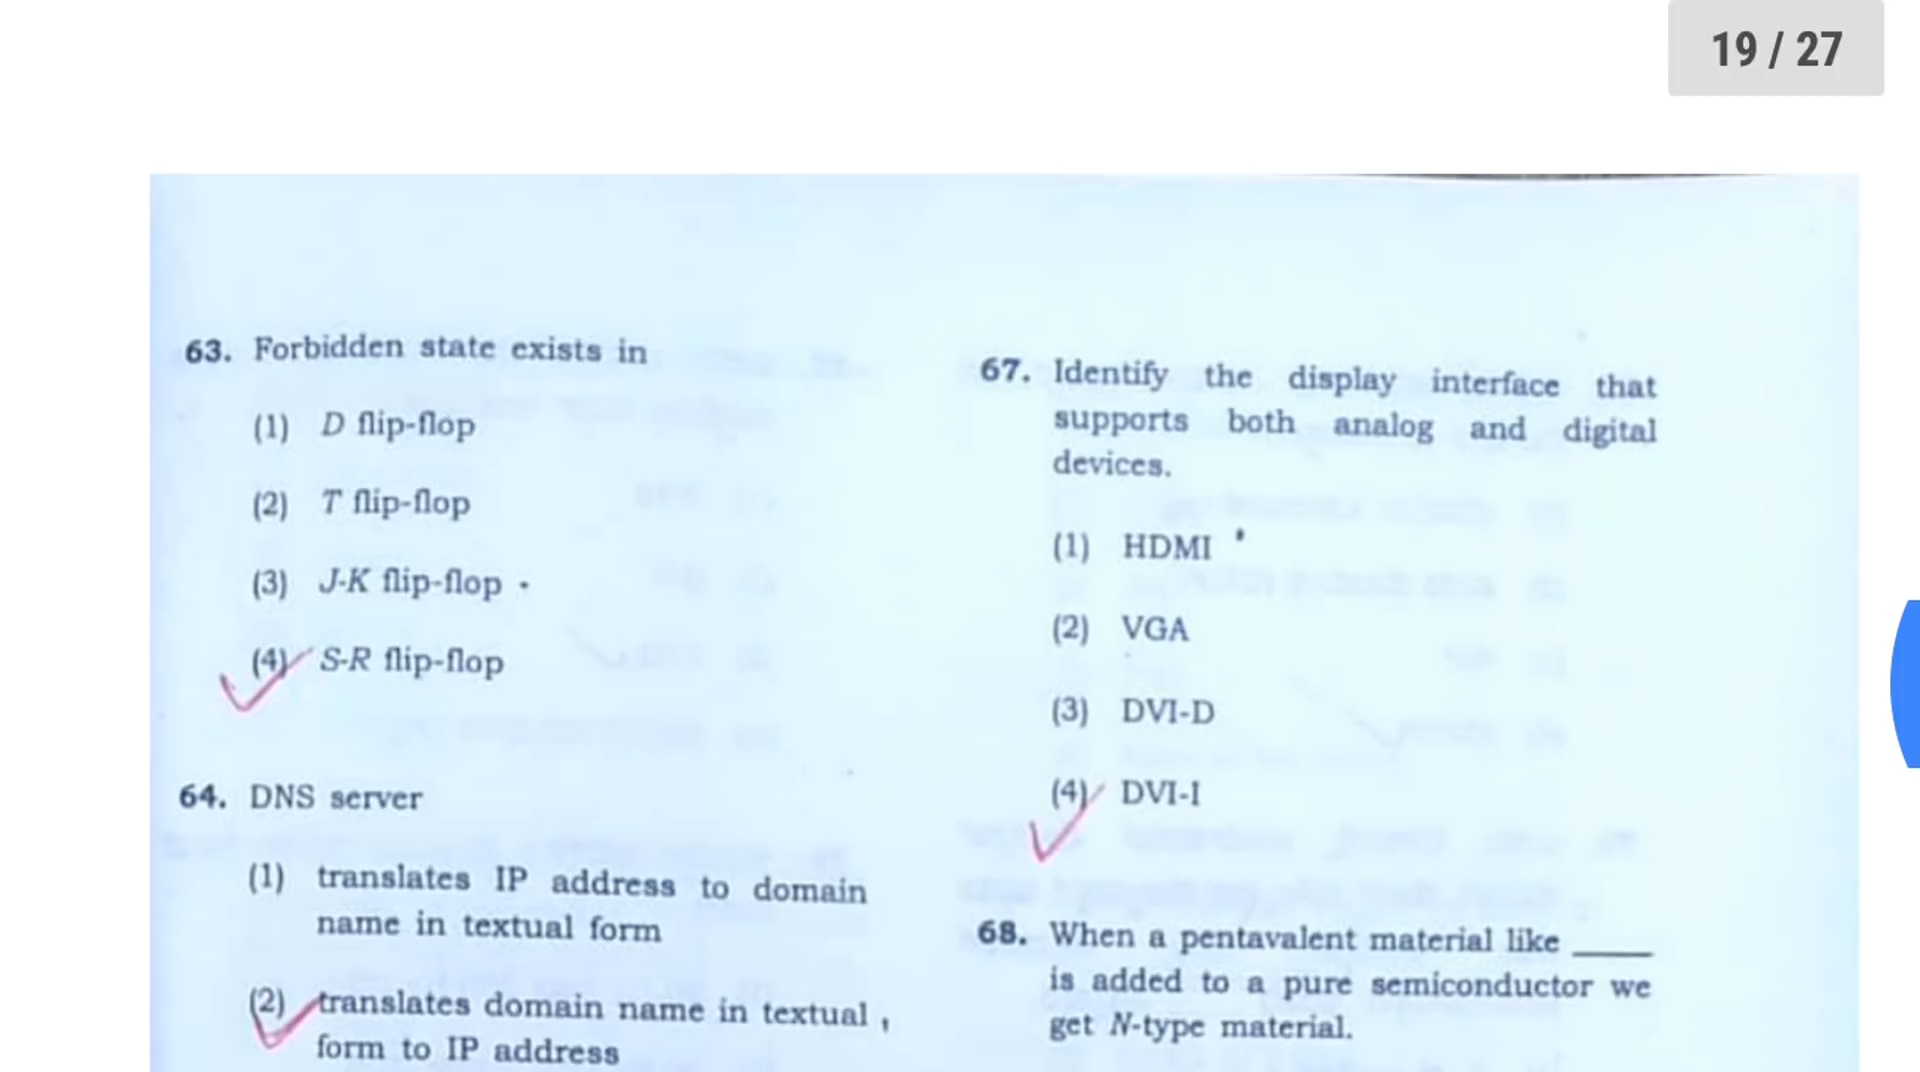 19 / 27
63. Forbidden state exists in
(1) D flip-flop
(2) T flip-flop
(3) J-K flip-flop
(4) S-R flip-flop
64. DNS server
(1) translates IP address to domain
name in textual form
(2) translates domain name in textual
form to IP address
67. Identify the display interface that
supports both analog and digital
devices.
(1) HDMI
(2) VGA
(3) DVI-D
(4) DVI-I
68. When a pentavalent material like ____
is added to a pure semiconductor we
get N-type material.